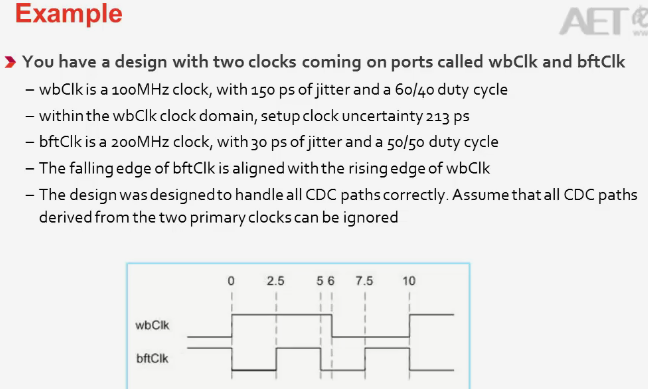 Example
AET
www
You have a design with two clocks coming on ports called wbClk and bftClk
– wbClk is a 100MHz clock, with 150 ps of jitter and a 60/40 duty cycle
– within the wbClk clock domain, setup clock uncertainty 213 ps
– bftClk is a 200MHz clock, with 30 ps of jitter and a 50/50 duty cycle
– The falling edge of bftClk is aligned with the rising edge of wbClk
– The design was designed to handle all CDC paths correctly. Assume that all CDC paths
derived from the two primary clocks can be ignored
0 2.5 5 6 7.5 10
wbClk
bftClk